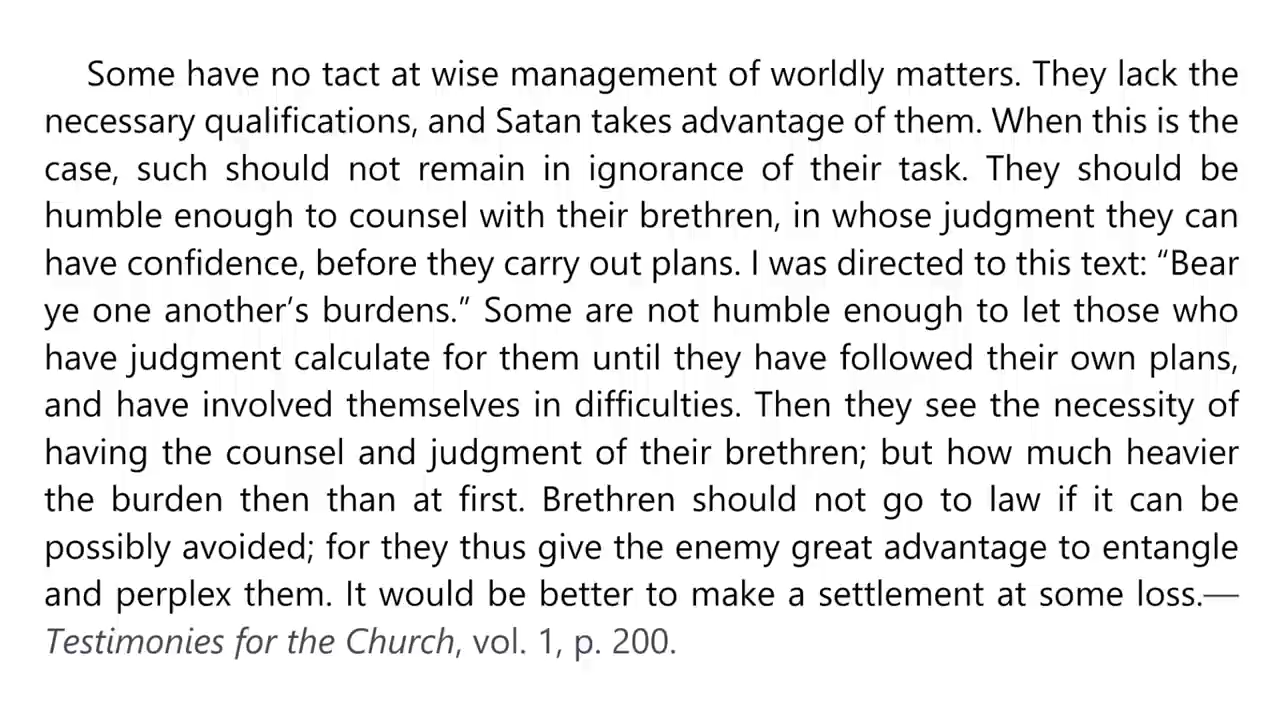 Some have no tact at wise management of worldly matters. They lack the
necessary qualifications, and Satan takes advantage of them. When this is the
case, such should not remain in ignorance of their task. They should be
humble enough to counsel with their brethren, in whose judgment they can
have confidence, before they carry out plans. I was directed to this text: “Bear
ye one another’s burdens.” Some are not humble enough to let those who
have judgment calculate for them until they have followed their own plans,
and have involved themselves in difficulties. Then they see the necessity of
having the counsel and judgment of their brethren; but how much heavier
the burden then than at first. Brethren should not go to law if it can be
possibly avoided; for they thus give the enemy great advantage to entangle
and perplex them. It would be better to make a settlement at some loss.—
Testimonies for the Church, vol. 1, p. 200.